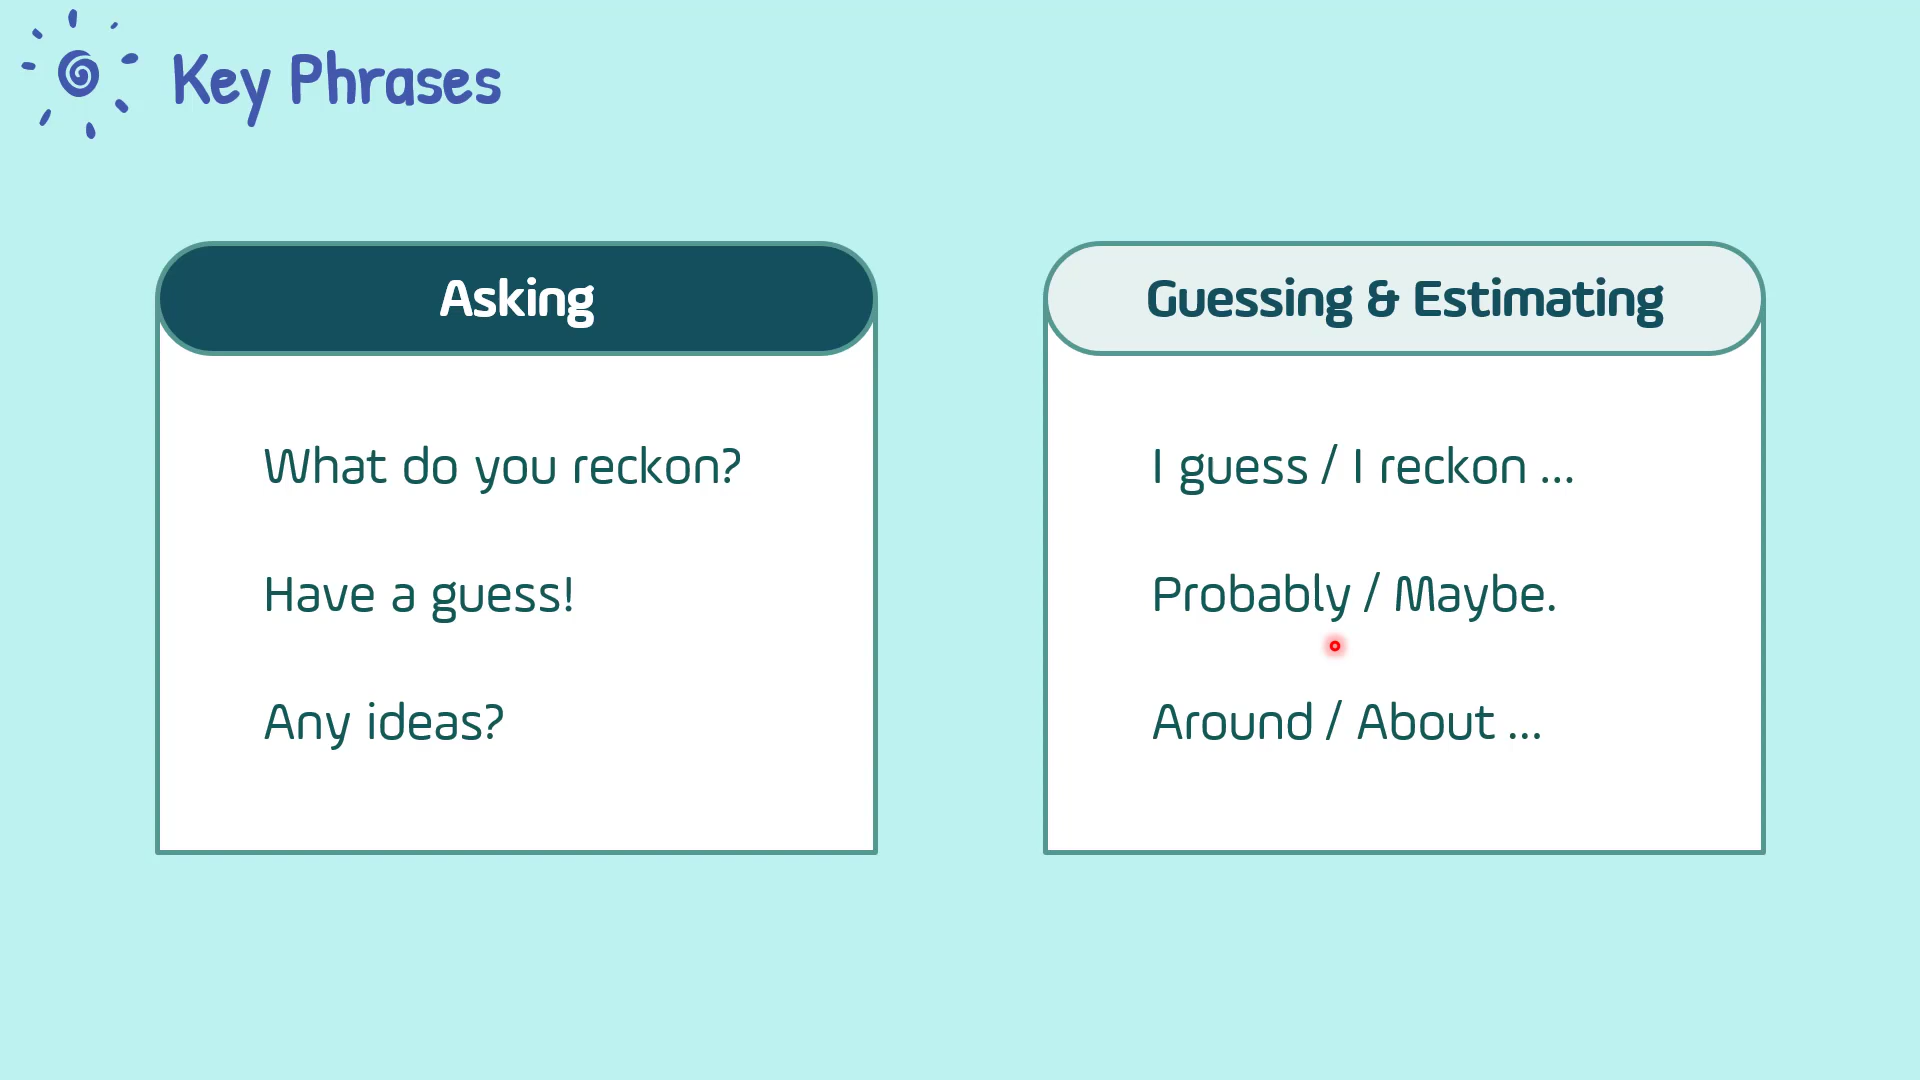 Key Phrases
Asking
What do you reckon?
Have a guess!
Any ideas?
Guessing & Estimating
I guess / I reckon ...
Probably / Maybe.
Around / About ...